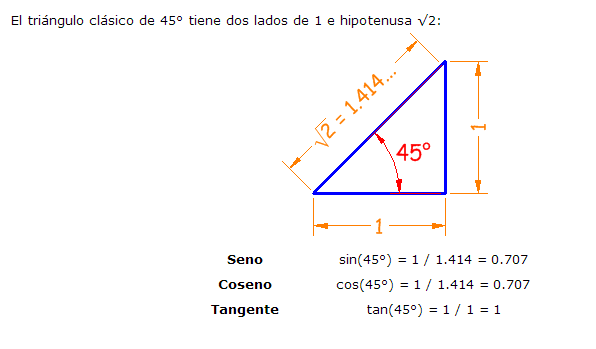 El triángulo clásico de 45° tiene dos lados de 1 e hipotenusa √2:
√2 = 1.414...
45°
1
1
Seno sin(45°) = 1 / 1.414 = 0.707
Coseno cos(45°) = 1 / 1.414 = 0.707
Tangente tan(45°) = 1 / 1 = 1